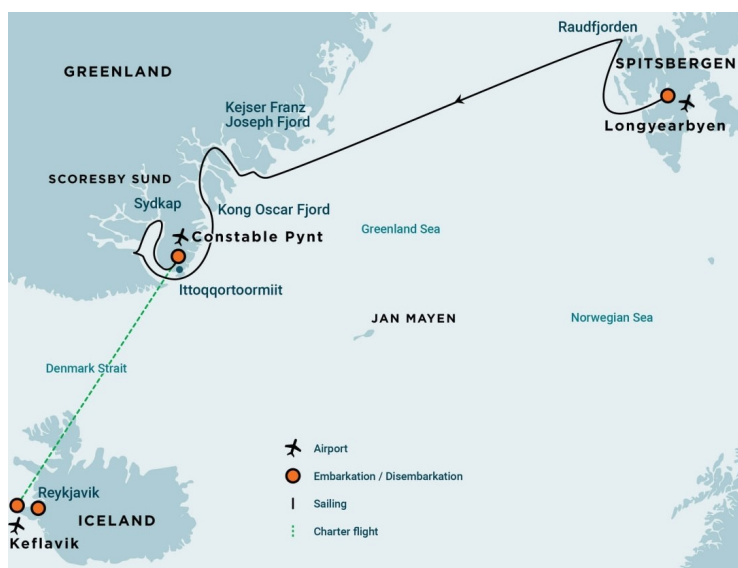 Raudfjorden
SPITSBERGEN
GREENLAND
Longyearbyen
Kejser Franz
Joseph Fjord
SCORESBY SUND
Sydkap
Kong Oscar Fjord
Constable Pynt
Greenland Sea
Ittoqqortoormiit
JAN MAYEN
Norwegian Sea
Denmark Strait
Airport
Embarkation / Disembarkation
Reykjavik
Sailing
ICELAND
Charter flight
Keflavik